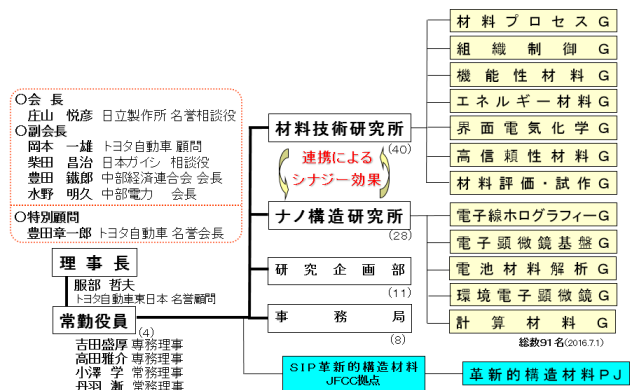 〇会 長
庄山 悦彦 日立製作所 名誉相談役
〇副会長
岡本 一雄 トヨタ自動車 顧問
柴田 昌治 日本ガイシ 相談役
豊田 鐵郎 中部経済連合会 会長
水野 明久 中部電力 会長
〇特別顧問
豊田章一郎 トヨタ自動車 名誉会長
理 事 長
服部 哲夫
トヨタ自動車東日本 名誉顧問
常勤役員
(4)
吉田盛厚 専務理事
高田雅介 専務理事
小澤 学 常務理事
丹羽 漸 常務理事
材料技術研究所
(40)
連携による
シナジー効果
ナノ構造研究所
(28)
研 究 企 画 部
(11)
事 務 局
(8)
SIP革新的構造材料
JFCC拠点
材料プロセスG
組織制御G
機能性材料G
エネルギー材料G
界面電気化学G
高信頼性材料G
材料評価・試作G
電子線ホログラフィーG
電子顕微鏡基盤G
電池材料解析G
環境電子顕微鏡G
計算材料G
総数91名(2016.7.1)
革新的構造材料PJ